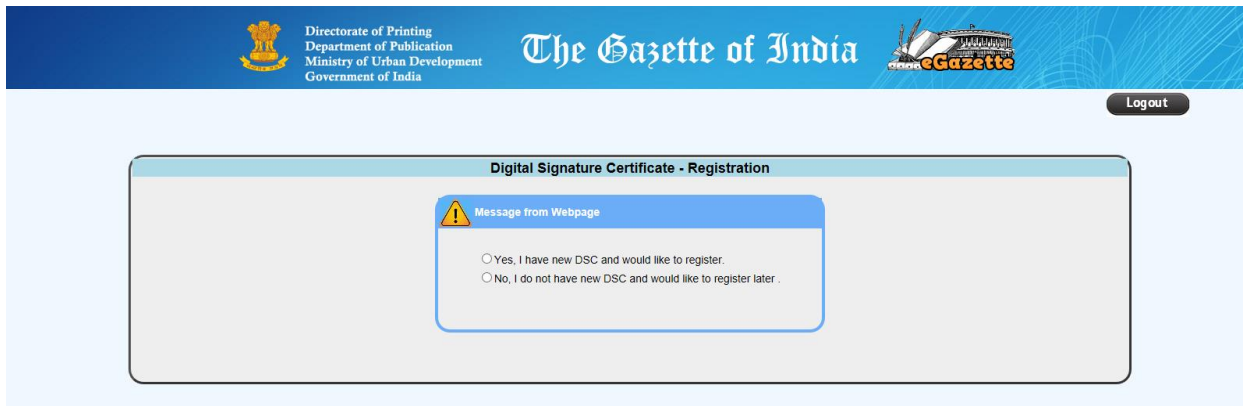 Directorate of Printing
Department of Publication
Ministry of Urban Development
Government of India
The Gazette of India
eGazette
Logout
Digital Signature Certificate - Registration
Message from Webpage
Yes, I have new DSC and would like to register.
No, I do not have new DSC and would like to register later .